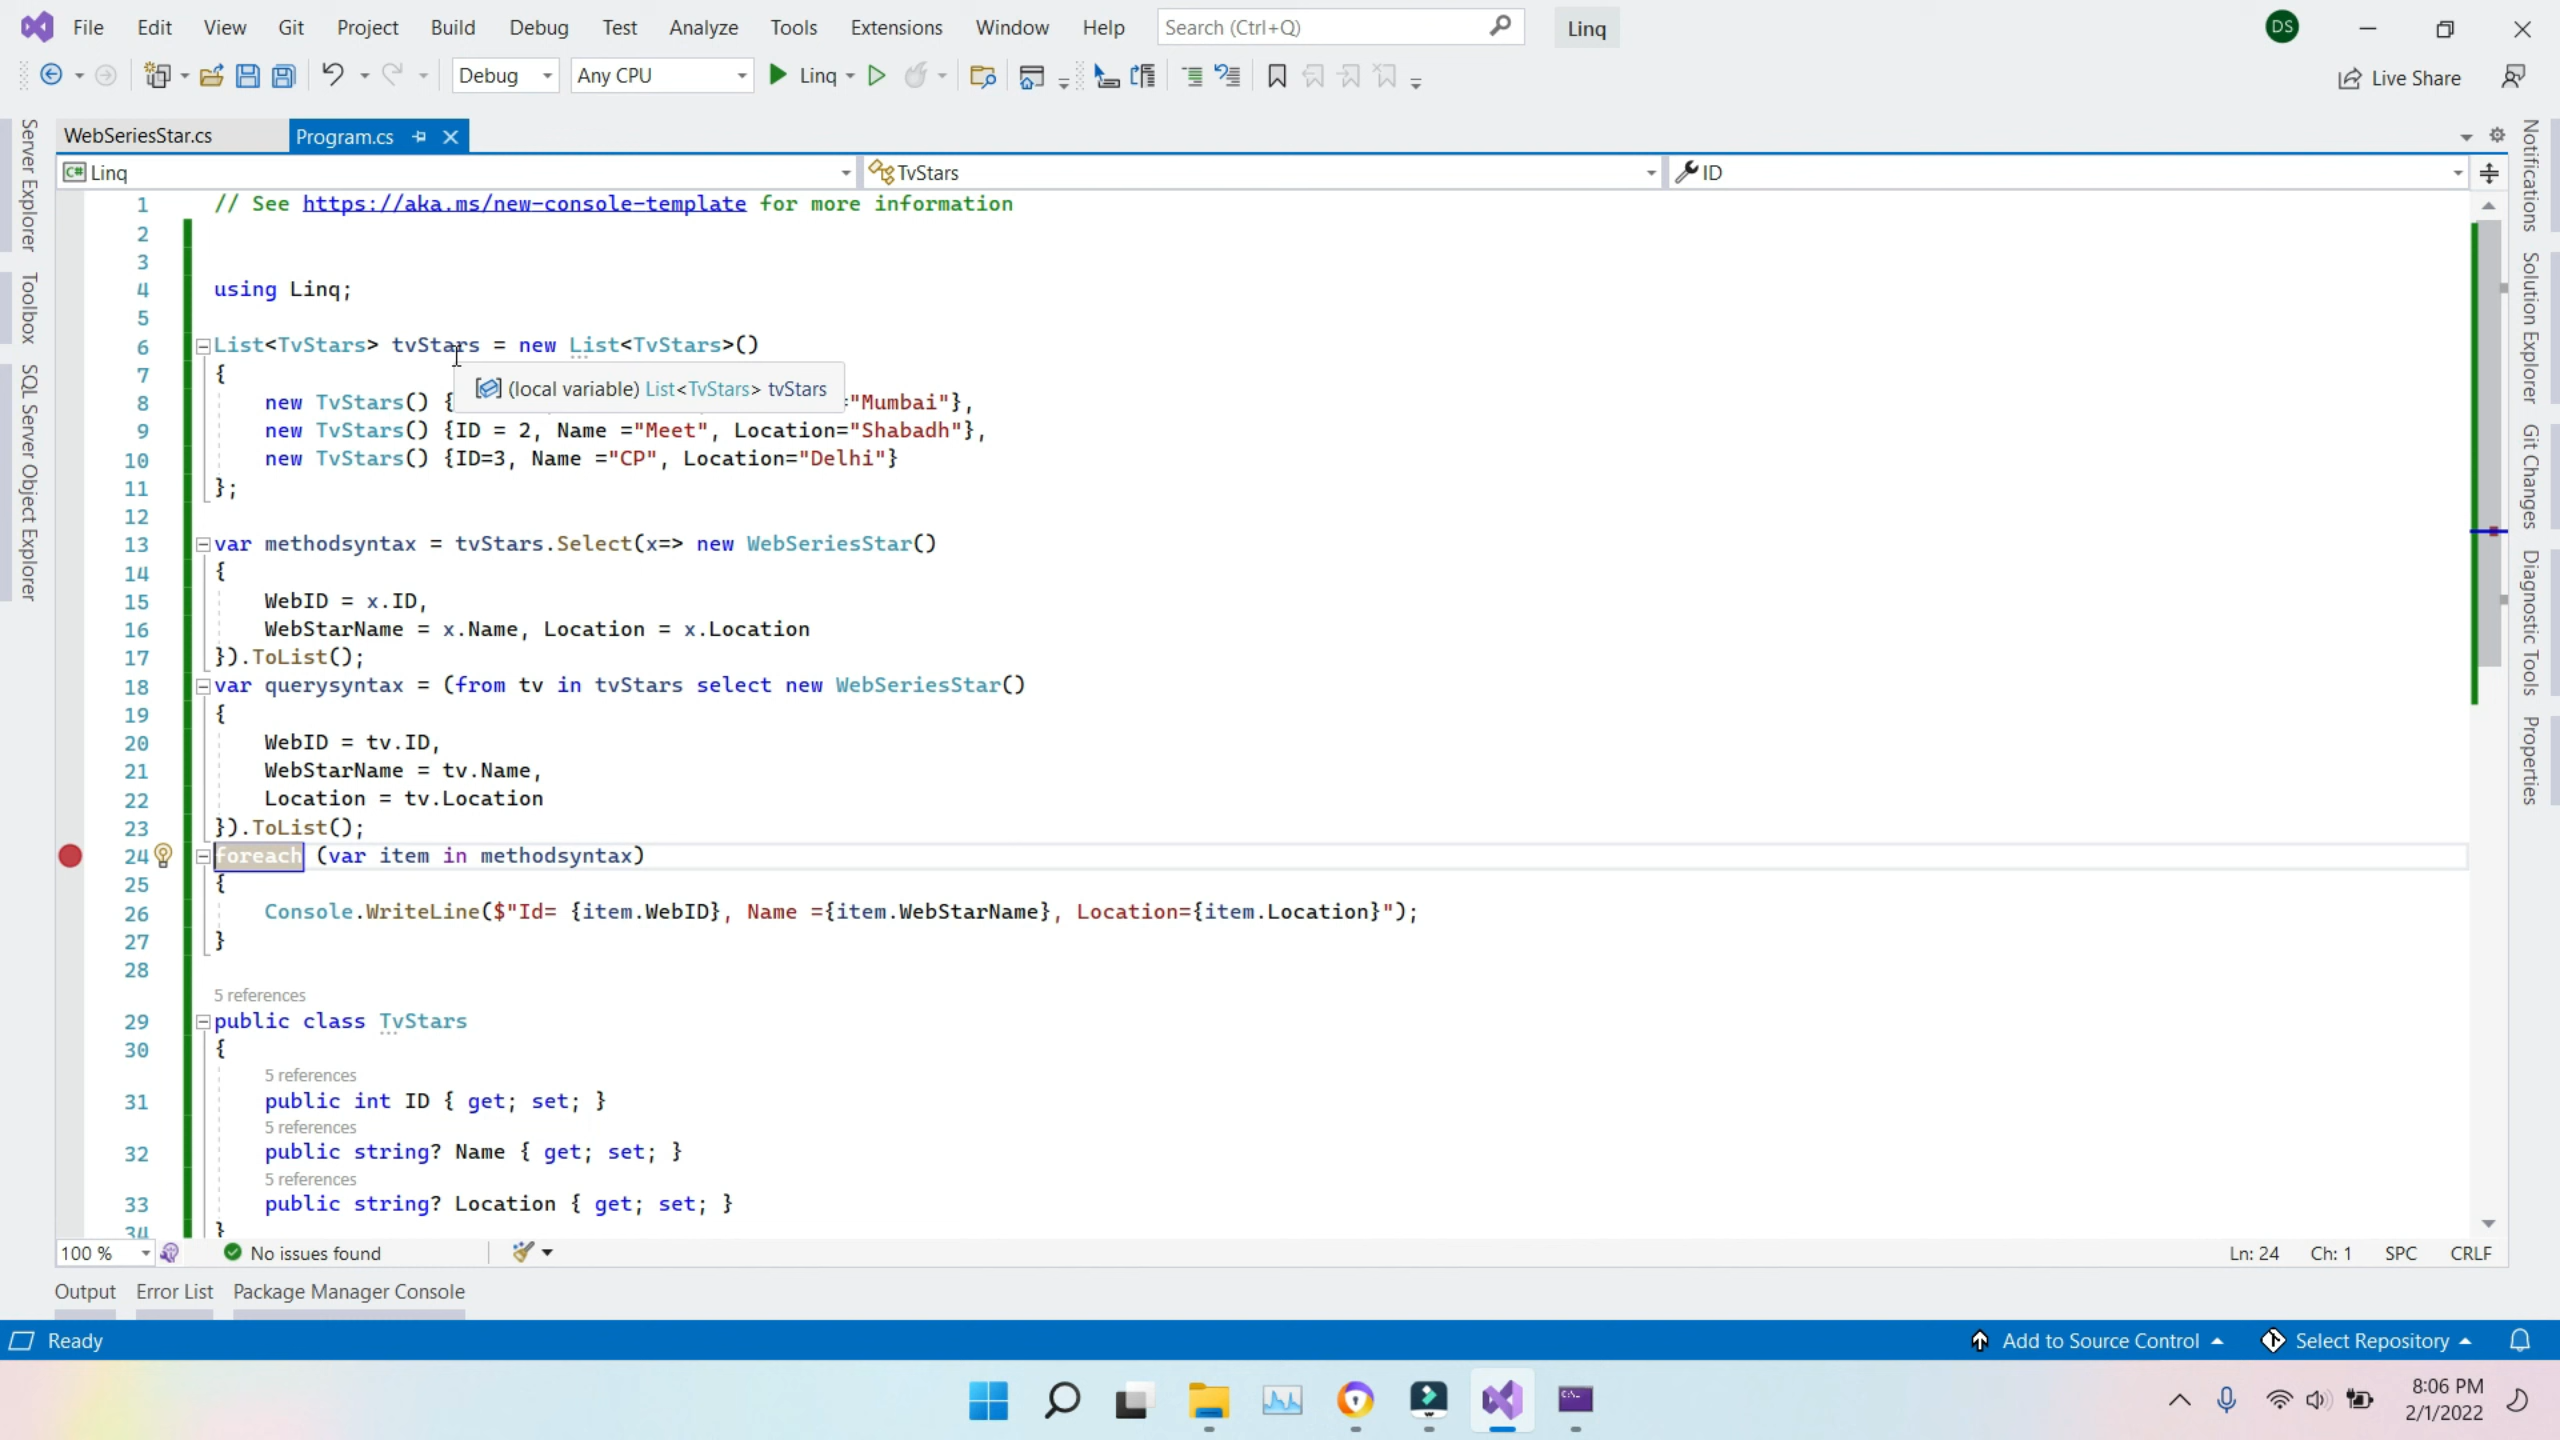 File Edit View Git Project Build Debug Test Analyze Tools Extensions Window Help Search (Ctrl+Q) Linq DS
Debug Any CPU Linq Live Share
WebSeriesStar.cs Program.cs
C# Linq TvStars ID
Server Explorer
Toolbox
SQL Server Object Explorer
1 // See https://aka.ms/new-console-template for more information
2
3
4 using Linq;
5
6 List<TvStars> tvStars = new List<TvStars>()
7 {
(local variable) List<TvStars> tvStars
8 new TvStars() { ="Mumbai"},
9 new TvStars() {ID = 2, Name ="Meet", Location="Shabadh"},
10 new TvStars() {ID=3, Name ="CP", Location="Delhi"}
11 };
12
13 var methodsyntax = tvStars.Select(x=> new WebSeriesStar()
14 {
15 WebID = x.ID,
16 WebStarName = x.Name, Location = x.Location
17 }).ToList();
18 var querysyntax = (from tv in tvStars select new WebSeriesStar()
19 {
20 WebID = tv.ID,
21 WebStarName = tv.Name,
22 Location = tv.Location
23 }).ToList();
24 foreach (var item in methodsyntax)
25 {
26 Console.WriteLine($"Id= {item.WebID}, Name ={item.WebStarName}, Location={item.Location}");
27 }
28
5 references
29 public class TvStars
30 {
5 references
31 public int ID { get; set; }
5 references
32 public string? Name { get; set; }
5 references
33 public string? Location { get; set; }
34 }
Notifications
Solution Explorer
Git Changes
Diagnostic Tools
Properties
100 % No issues found Ln: 24 Ch: 1 SPC CRLF
Output Error List Package Manager Console
Ready Add to Source Control Select Repository
8:06 PM
2/1/2022